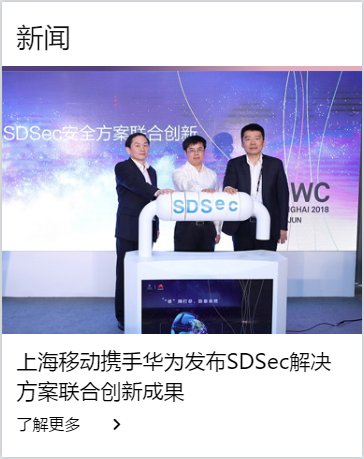 新闻
SDSec安全方案联合创新
SDSec
WC
GHAI 2018
JUN
上海移动携手华为发布SDSec解决
方案联合创新成果
了解更多